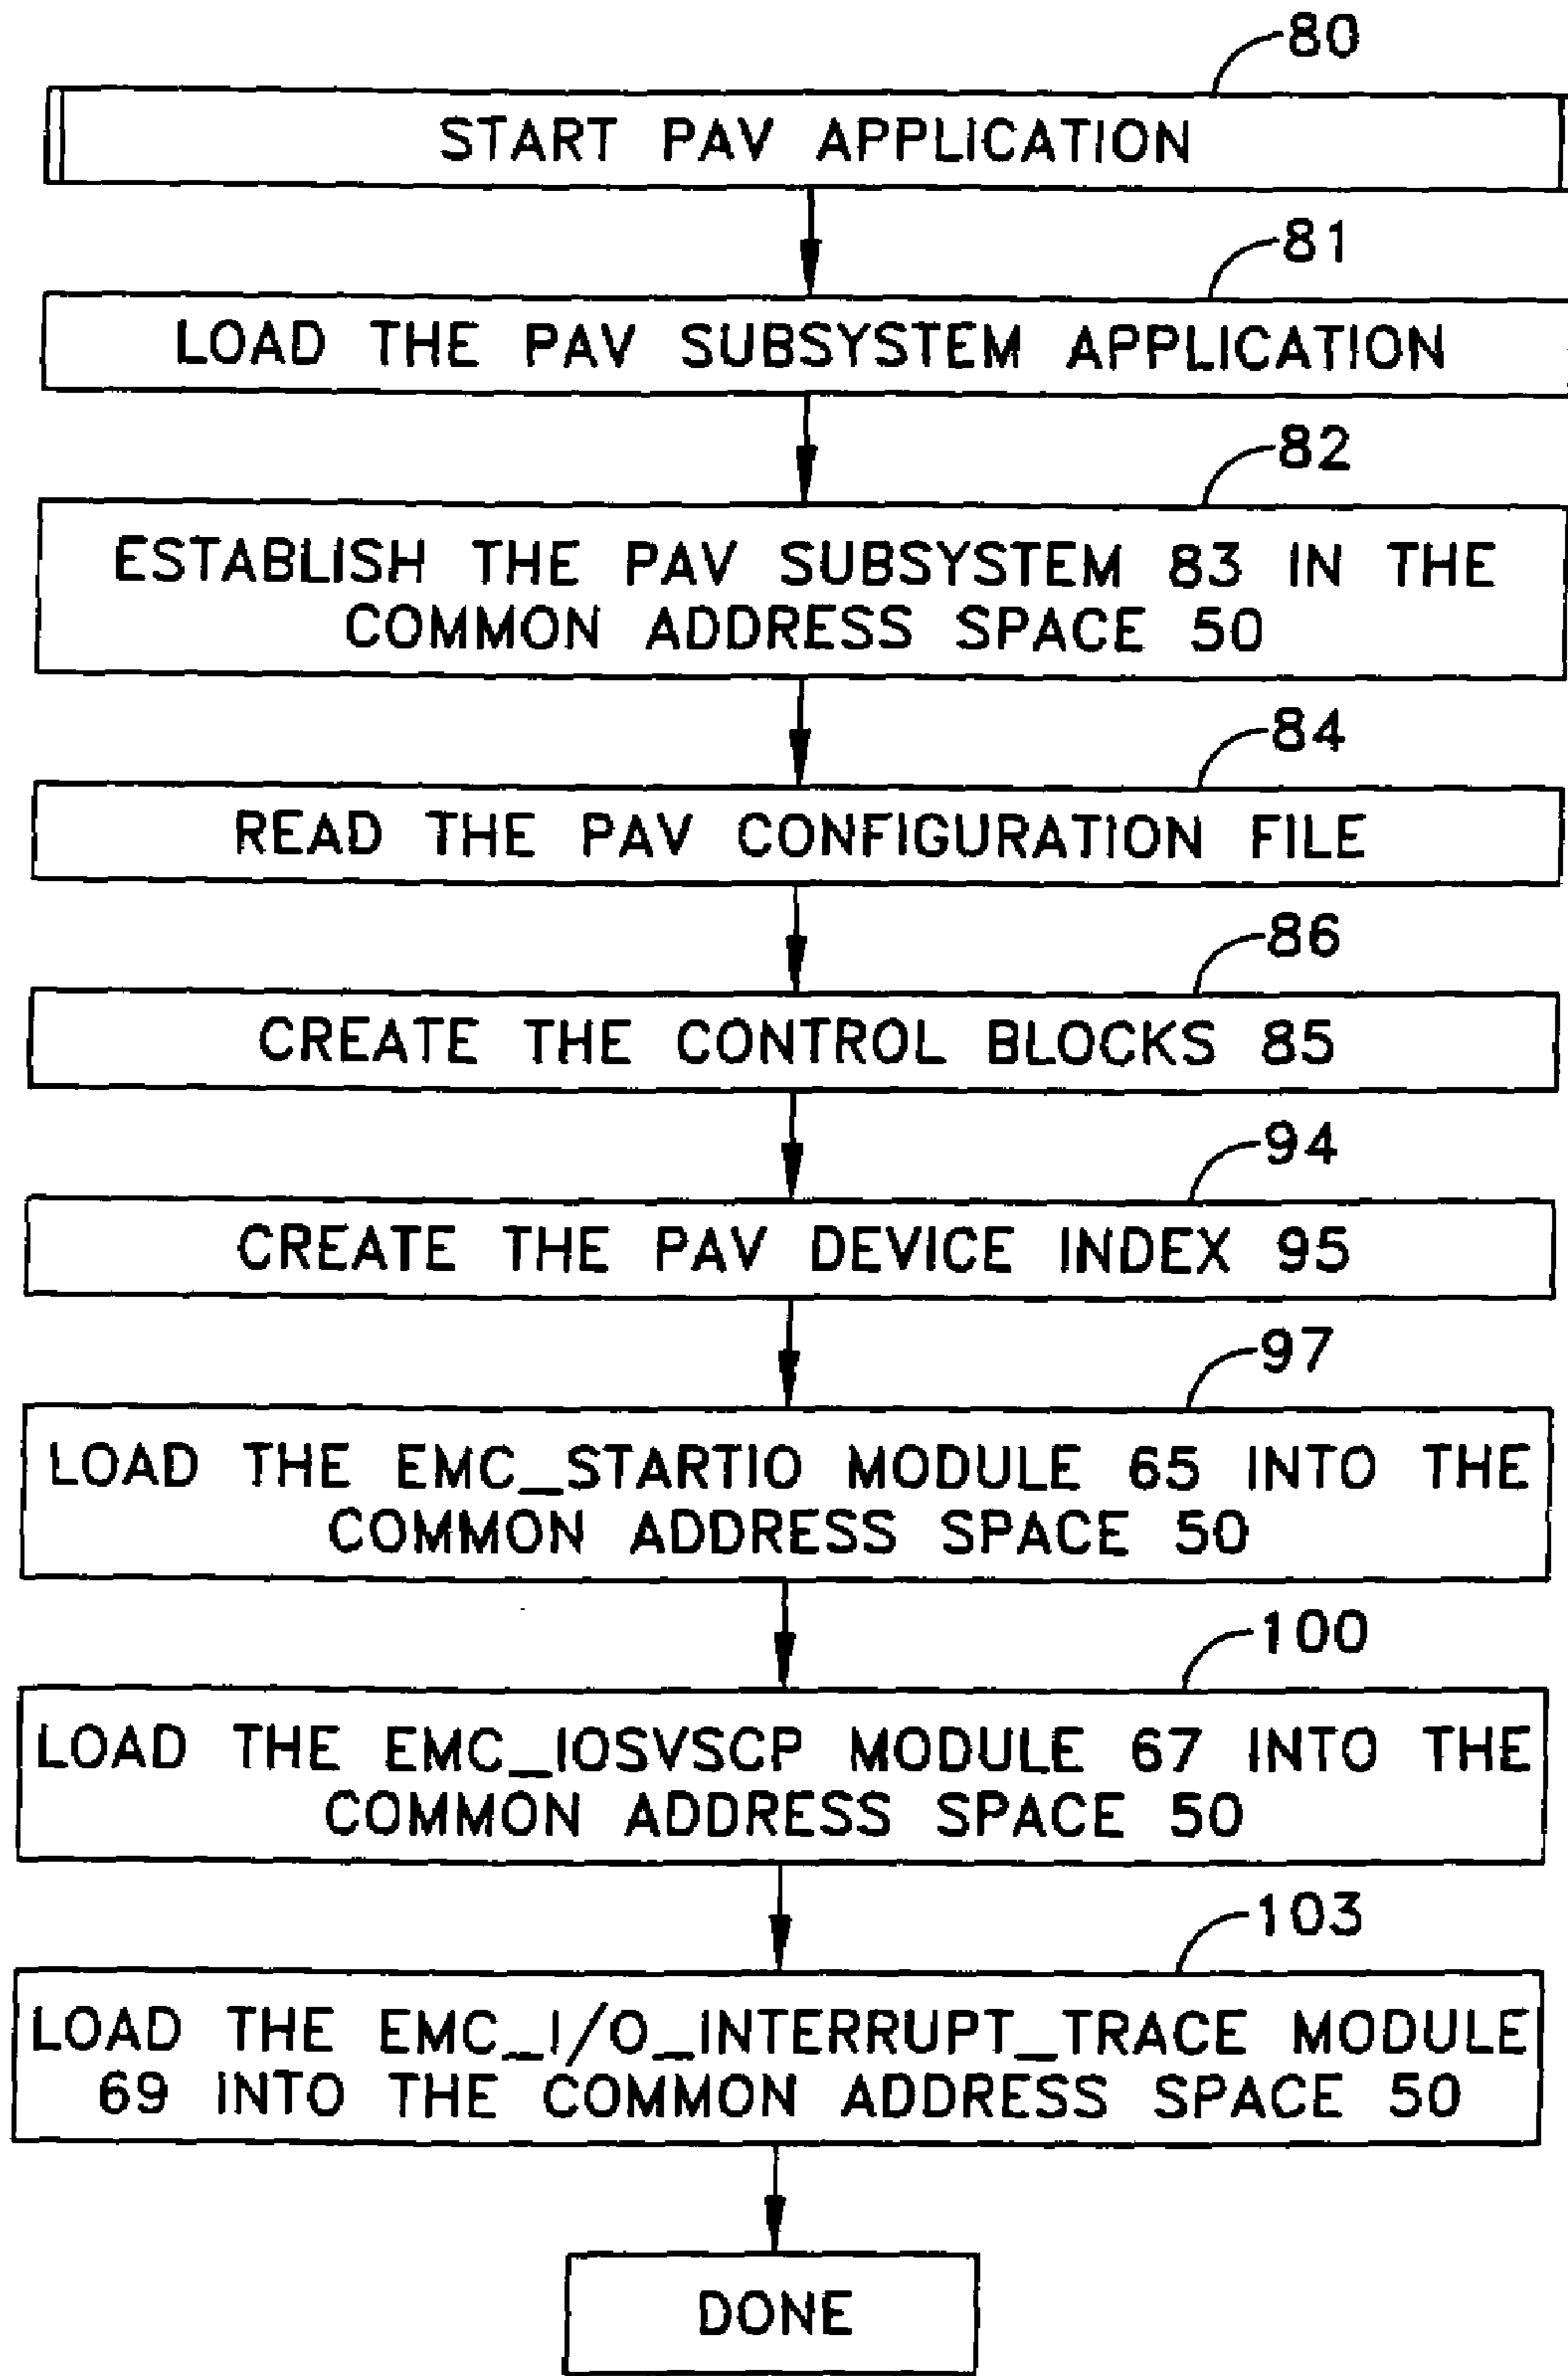 80
START PAV APPLICATION
81
LOAD THE PAV SUBSYSTEM APPLICATION
82
ESTABLISH THE PAV SUBSYSTEM 83 IN THE
COMMON ADDRESS SPACE 50
84
READ THE PAV CONFIGURATION FILE
86
CREATE THE CONTROL BLOCKS 85
94
CREATE THE PAV DEVICE INDEX 95
97
LOAD THE EMC_STARTIO MODULE 65 INTO THE
COMMON ADDRESS SPACE 50
100
LOAD THE EMC_IOSVSCP MODULE 67 INTO THE
COMMON ADDRESS SPACE 50
103
LOAD THE EMC_I/O_INTERRUPT_TRACE MODULE
69 INTO THE COMMON ADDRESS SPACE 50
DONE